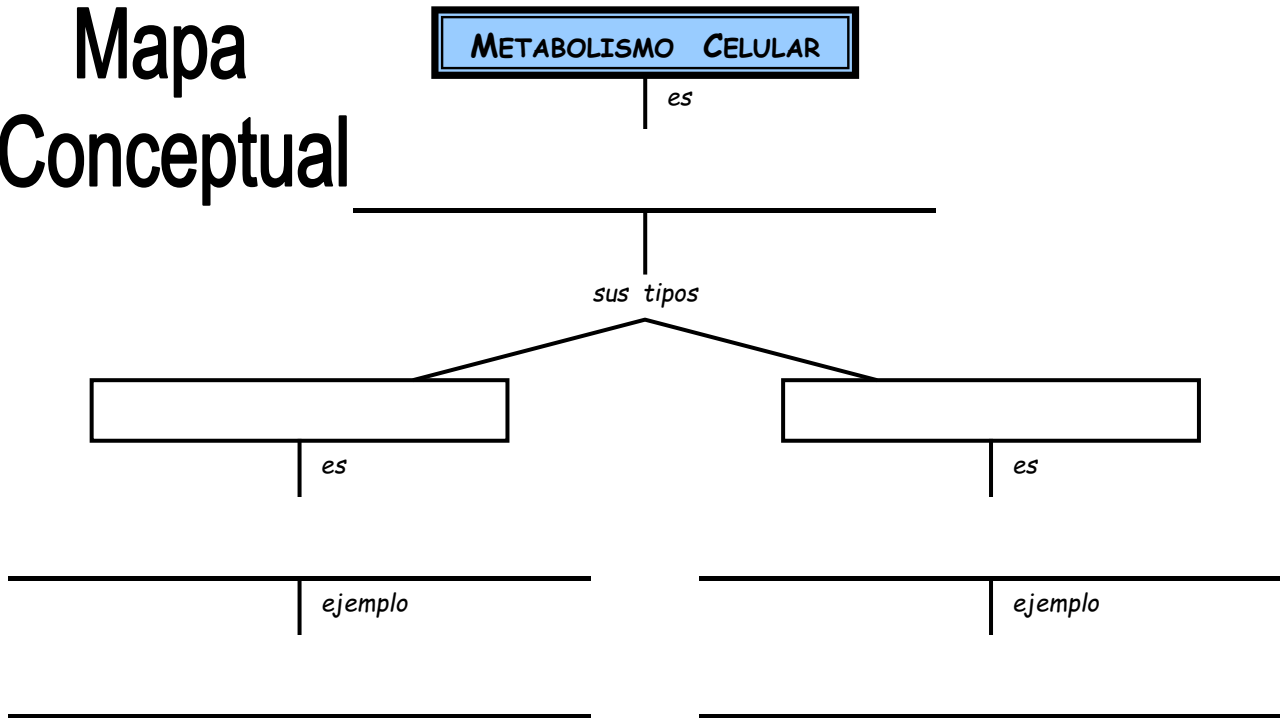 Mapa
Conceptual
METABOLISMO CELULAR
es
sus tipos
es
es
ejemplo
ejemplo